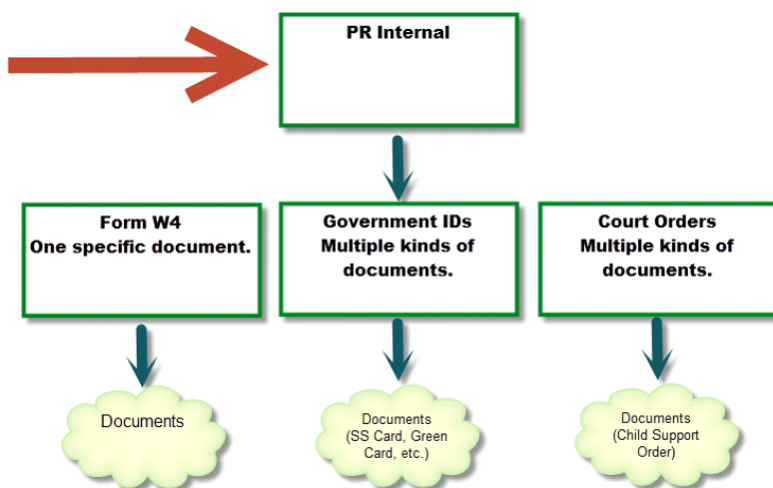 PR Internal
Form W4
One specific document.
Government IDs
Multiple kinds of
documents.
Court Orders
Multiple kinds of
documents.
Documents
Documents
(SS Card, Green
Card, etc.)
Documents
(Child Support
Order)